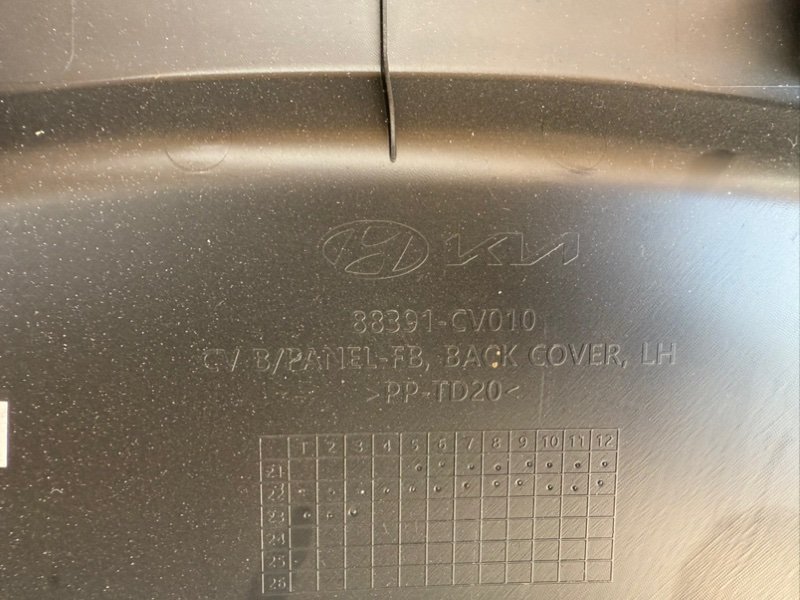 KIA
88391-CV010
CV B/PANEL-FB, BACK COVER, LH
>PP-TD20<
1 2 3 4 5 6 7 8 9 10 11 12
21
22
23
24
25
26